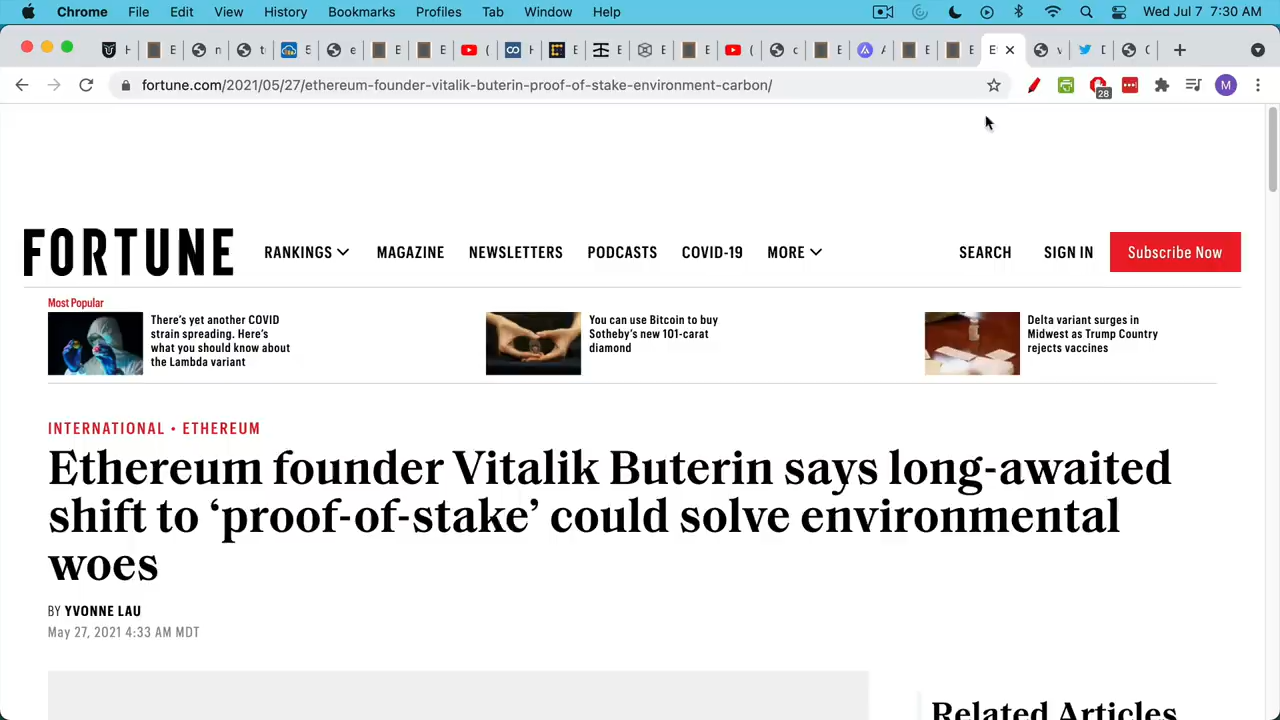 Chrome File Edit View History Bookmarks Profiles Tab Window Help Wed Jul 7 7:30 AM
fortune.com/2021/05/27/ethereum-founder-vitalik-buterin-proof-of-stake-environment-carbon/
28
M
FORTUNE RANKINGS MAGAZINE NEWSLETTERS PODCASTS COVID-19 MORE SEARCH SIGN IN Subscribe Now
Most Popular
There's yet another COVID
strain spreading. Here's
what you should know about
the Lambda variant
You can use Bitcoin to buy
Sotheby's new 101-carat
diamond
Delta variant surges in
Midwest as Trump Country
rejects vaccines
INTERNATIONAL • ETHEREUM
Ethereum founder Vitalik Buterin says long-awaited
shift to ‘proof-of-stake’ could solve environmental
woes
BY YVONNE LAU
May 27, 2021 4:33 AM MDT
Related Articles